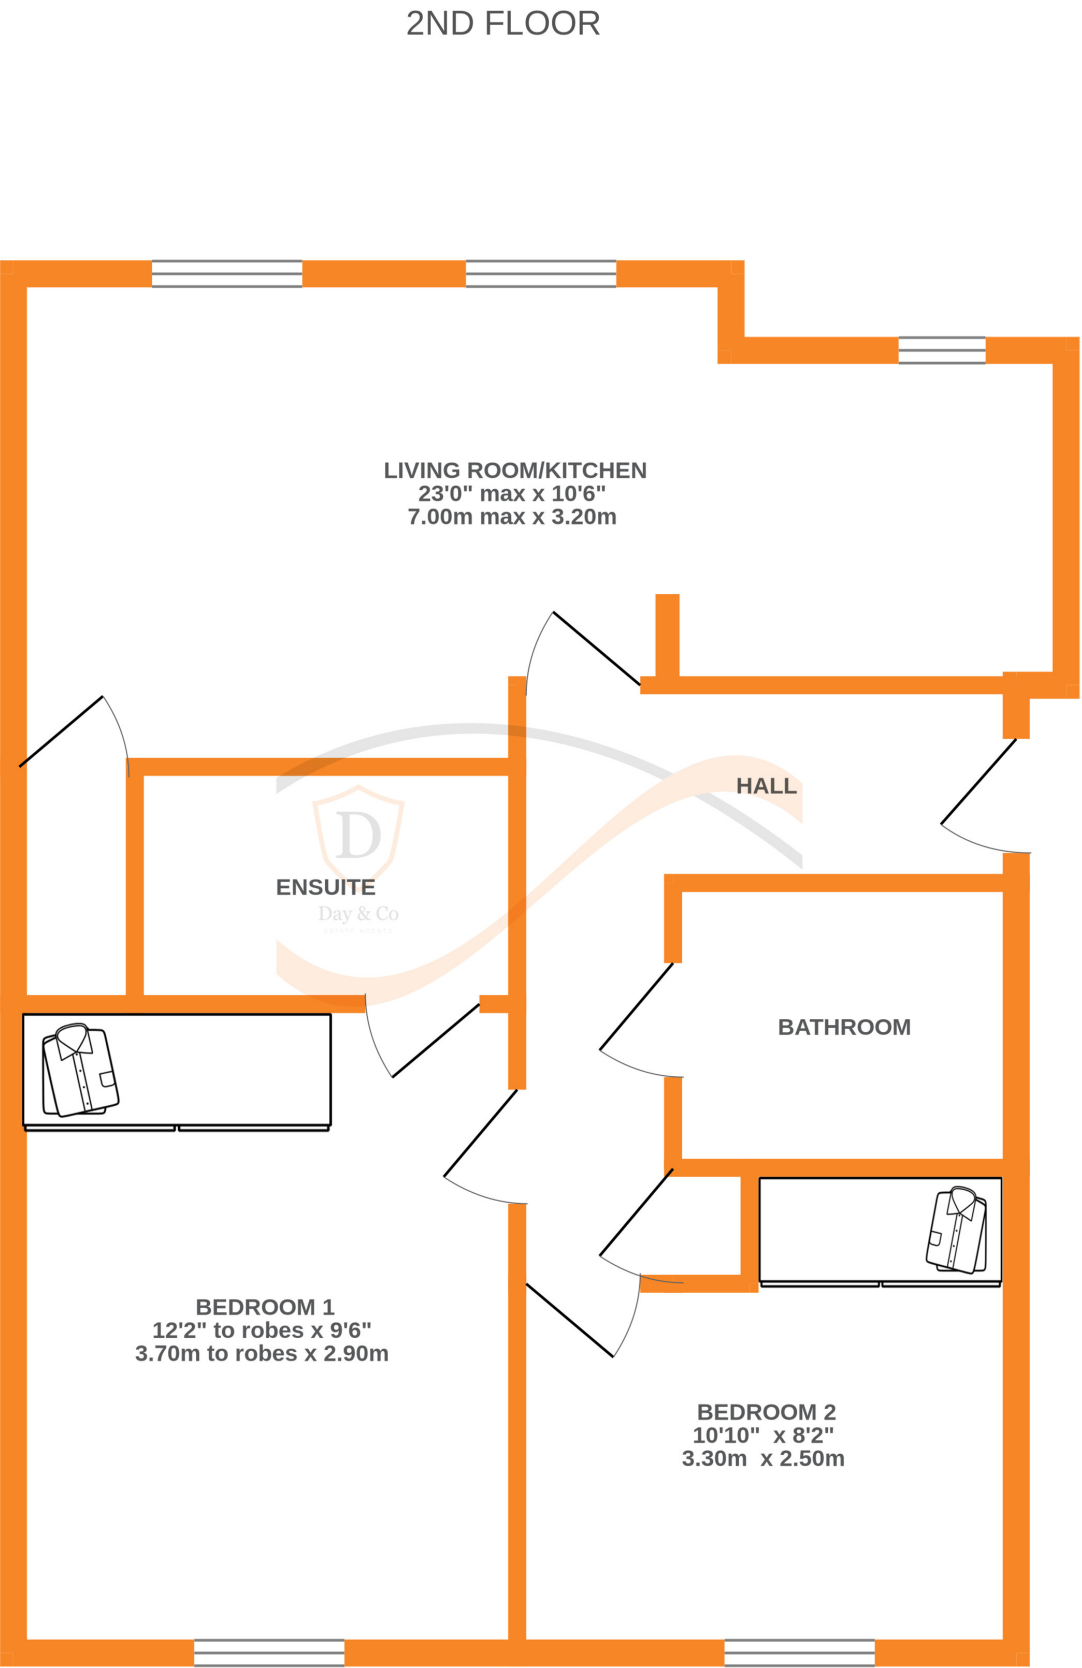 2ND FLOOR
LIVING ROOM/KITCHEN
23'0" max x 10'6"
7.00m max x 3.20m
HALL
D
ENSUITE
Day & Co
ESTATE AGENTS
BATHROOM
BEDROOM 1
12'2" to robes x 9'6"
3.70m to robes x 2.90m
BEDROOM 2
10'10" x 8'2"
3.30m x 2.50m